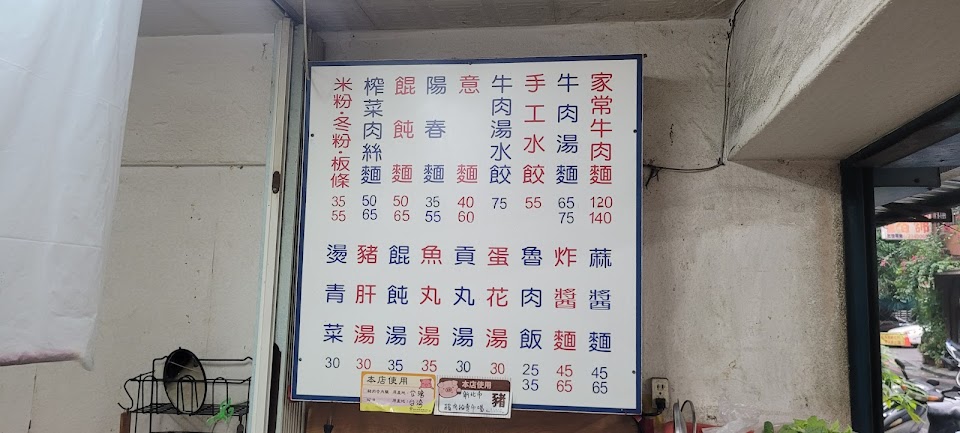 家常牛肉麵 120 140
牛肉湯麵 65 75
手工水餃 55
牛肉湯水餃 75
意麵 40 60
陽春麵 35 55
餛飩麵 50 65
榨菜肉絲麵 50 65
米粉·冬粉·板條 35 55
蔴醬麵 45 65
炸醬麵 45 65
魯肉飯 25 35
蛋花湯 30
貢丸湯 30
魚丸湯 35
餛飩湯 35
豬肝湯 30
燙青菜 30
本店使用
本店使用
豬